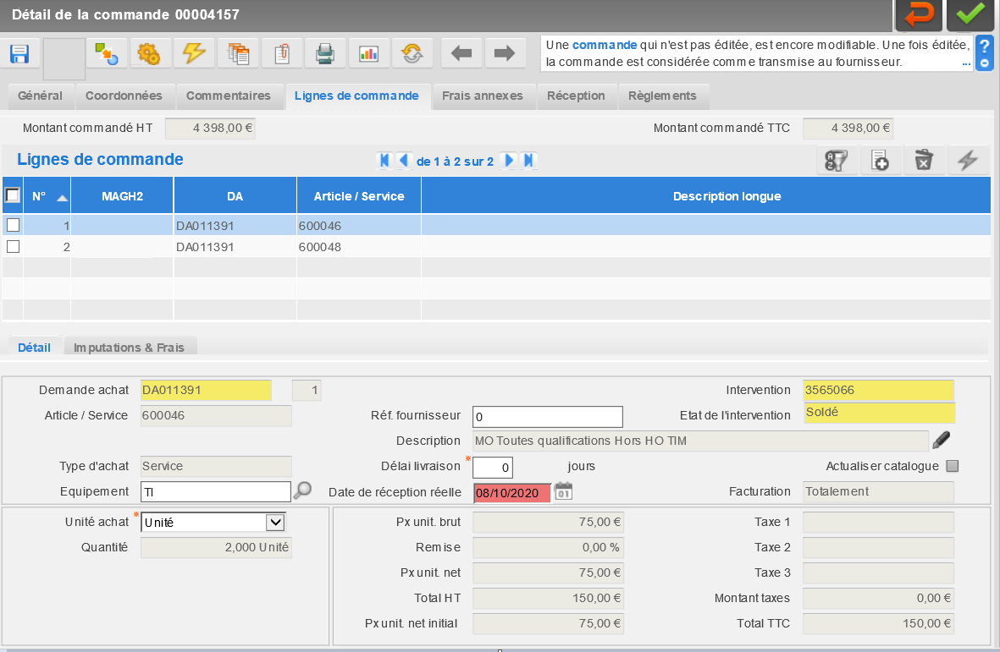 Détail de la commande 00004157
Une commande qui n'est pas éditée, est encore modifiable. Une fois éditée,
la commande est considérée comme transmise au fournisseur.
...
?
Général Coordonnées Commentaires Lignes de commande Frais annexes Réception Règlements
Montant commandé HT 4 398,00 € Montant commandé TTC 4 398,00 €
Lignes de commande de 1 à 2 sur 2
N° MAGH2 DA Article / Service Description longue
1 DA011391 600046
2 DA011391 600048
Détail Imputations & Frais
Demande achat DA011391 1 Intervention 3565066
Article / Service 600046 Réf. fournisseur 0 Etat de l'intervention Soldé
Description MO Toutes qualifications Hors HO TIM
Type d'achat Service Délai livraison 0 jours Actualiser catalogue
Equipement TI Date de réception réelle 08/10/2020 01 Facturation Totalement
Unité achat Unité Px unit. brut 75,00 € Taxe 1
Quantité 2,000 Unité Remise 0,00 % Taxe 2
Px unit. net 75,00 € Taxe 3
Total HT 150,00 € Montant taxes 0,00 €
Px unit. net initial 75,00 € Total TTC 150,00 €